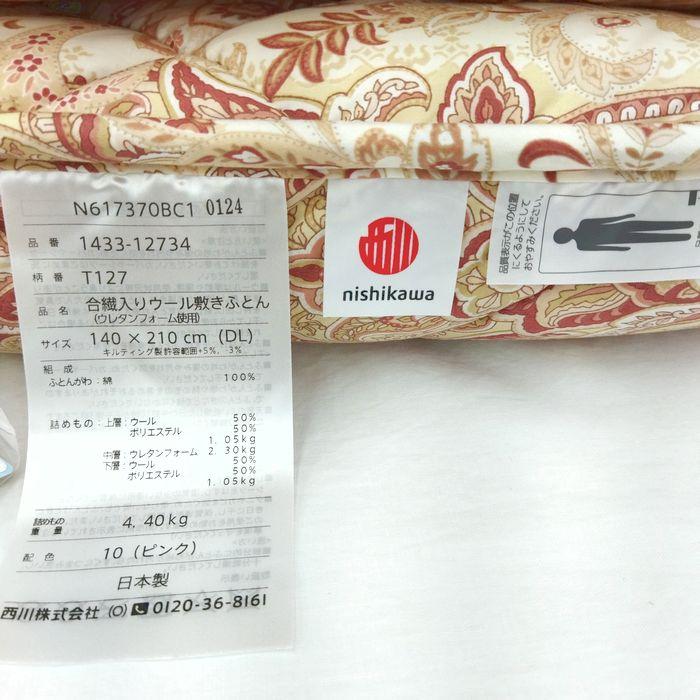 N617370BC1 0124
品番 1433-12734
柄番 T127
品名 合繊入りウール敷きふとん
(ウレタンフォーム使用)
サイズ 140 × 210 cm (DL)
キルティング製許容範囲+5%, -3%
組成
ふとんがわ:綿 100%
詰めもの:上層:ウール 50%
ポリエステル 50%
1.05kg
中層:ウレタンフォーム 2.30kg
下層:ウール 50%
ポリエステル 50%
1.05kg
詰めもの重量 4.40kg
配色 10 (ピンク)
日本製
西川株式会社 (O) 0120-36-8161
西川
nishikawa
品質表示がこの位置
にくるようにして
おやすみください。